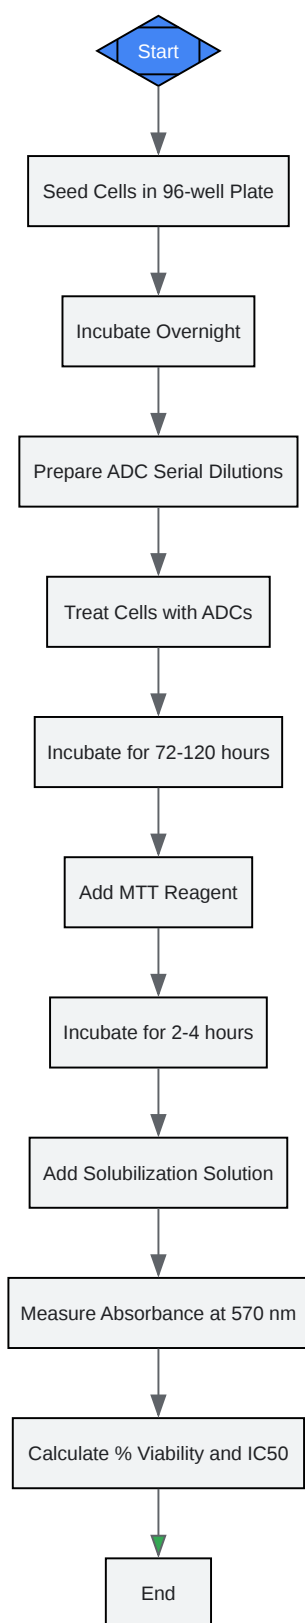 Start
Seed Cells in 96-well Plate
Incubate Overnight
Prepare ADC Serial Dilutions
Treat Cells with ADCs
Incubate for 72-120 hours
Add MTT Reagent
Incubate for 2-4 hours
Add Solubilization Solution
Measure Absorbance at 570 nm
Calculate % Viability and IC50
End